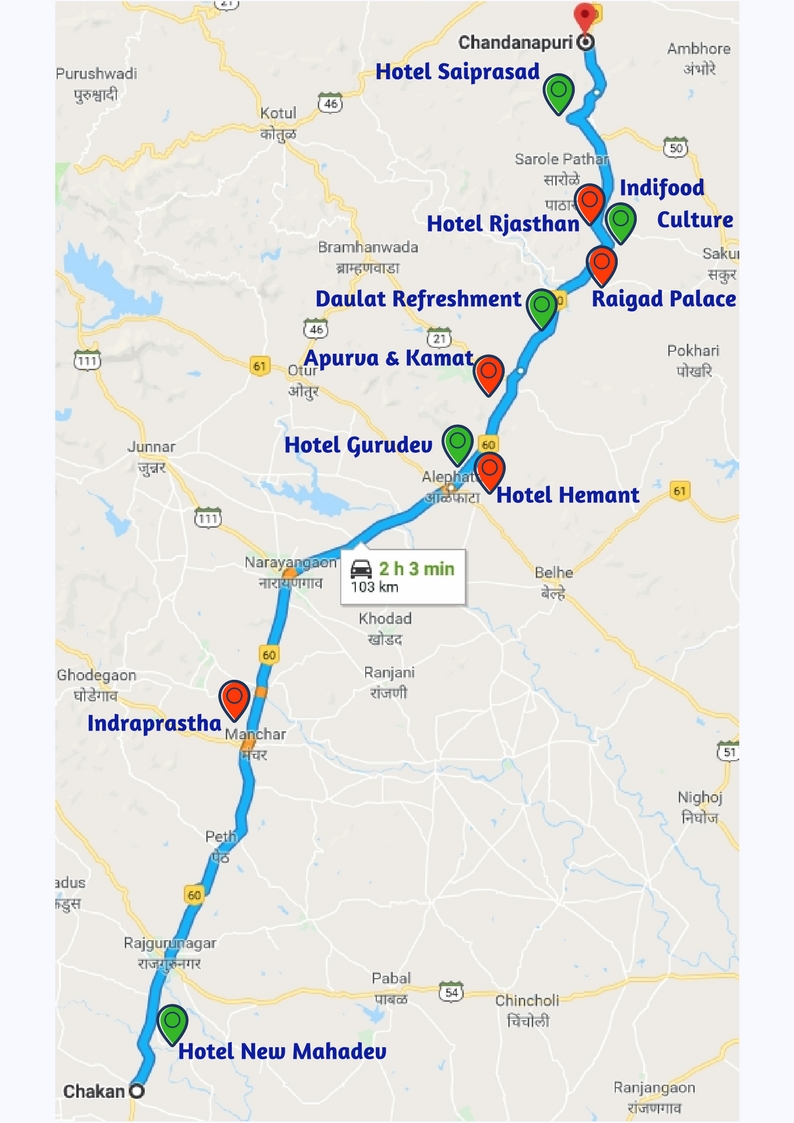 21
Chandanapuri
Ambhore
अंभोरे
Hotel Saiprasad
Purushwadi
पुरुश्वादी
46
Kotul
कोतुळ
50
Sarole Pathar
सारोळे
पाठा
Indifood
Culture
Hotel Rjasthan
Bramhanwada
ब्राम्हणवाडा
Sakur
सकुर
Daulat Refreshment
Raigad Palace
46
21
111
Apurva & Kamat
Pokhari
पोखरि
61
Otur
ओतुर
Hotel Gurudev
60
Junnar
जुन्नर
Alephata
आळेफाटा
Hotel Hemant
61
111
Narayangaon
नारायणगाव
2 h 3 min
103 km
Belhe
बेल्हे
Khodad
खोडद
60
Ghodegaon
घोडेगाव
Ranjani
रांजणी
Indraprastha
Manchar
मंचर
51
Nighoj
निघोज
Peth
पेठ
adus
कडुस
60
Rajgurunagar
राजगुरुनगर
Pabal
पाबळ
54
Chincholi
चिंचोली
Hotel New Mahadev
Chakan
Ranjangaon
रांजणगाव